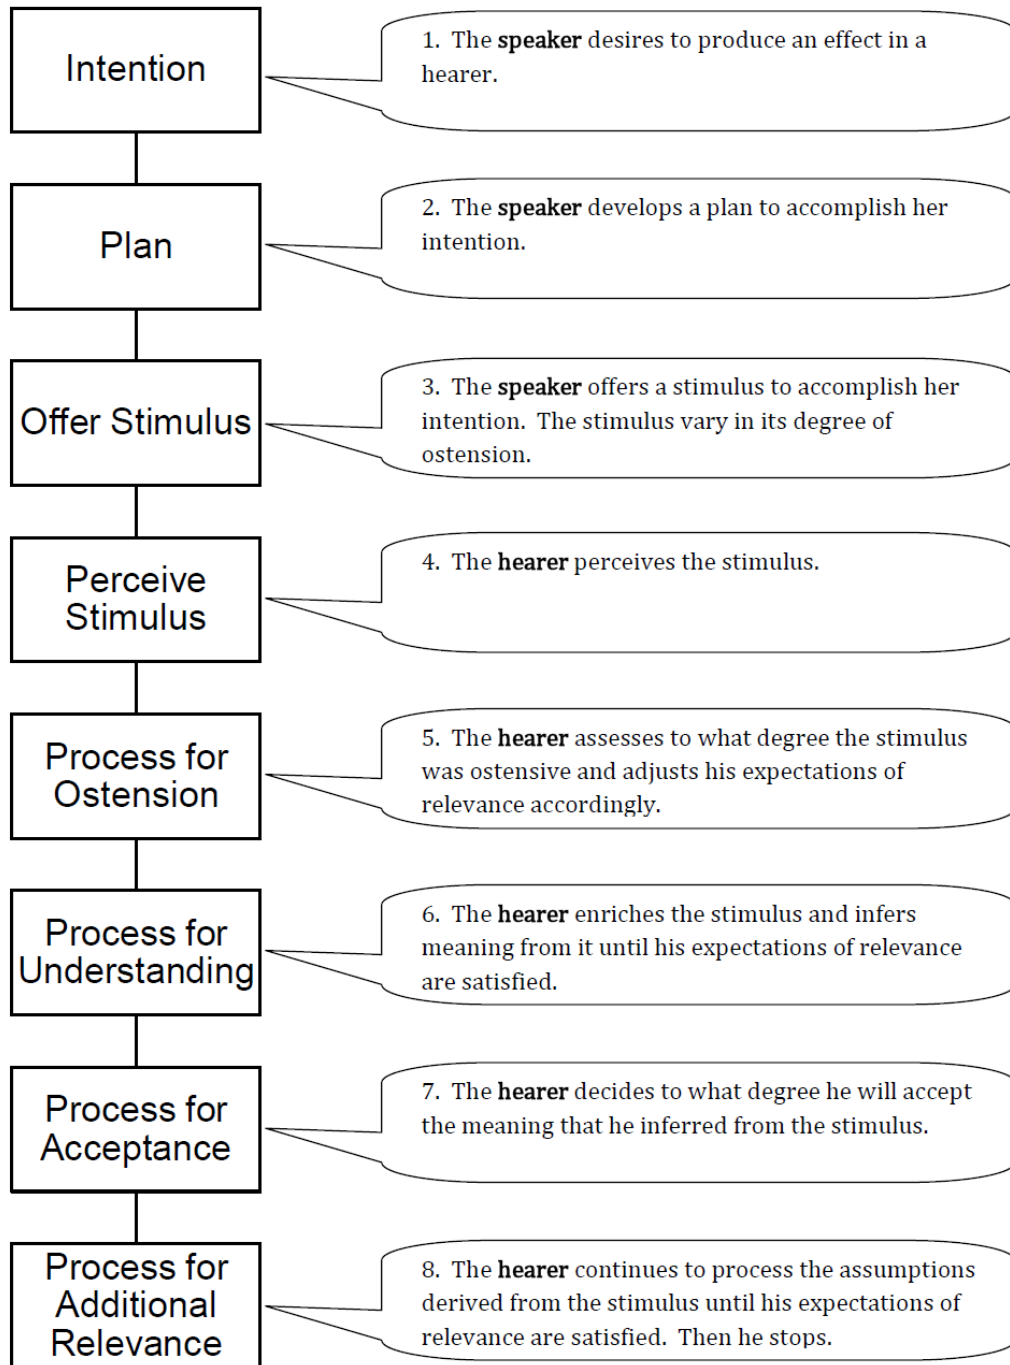 Intention
1. The speaker desires to produce an effect in a
hearer.
Plan
2. The speaker develops a plan to accomplish her
intention.
Offer Stimulus
3. The speaker offers a stimulus to accomplish her
intention. The stimulus vary in its degree of
ostension.
Perceive
Stimulus
4. The hearer perceives the stimulus.
Process for
Ostension
5. The hearer assesses to what degree the stimulus
was ostensive and adjusts his expectations of
relevance accordingly.
Process for
Understanding
6. The hearer enriches the stimulus and infers
meaning from it until his expectations of relevance
are satisfied.
Process for
Acceptance
7. The hearer decides to what degree he will accept
the meaning that he inferred from the stimulus.
Process for
Additional
Relevance
8. The hearer continues to process the assumptions
derived from the stimulus until his expectations of
relevance are satisfied. Then he stops.